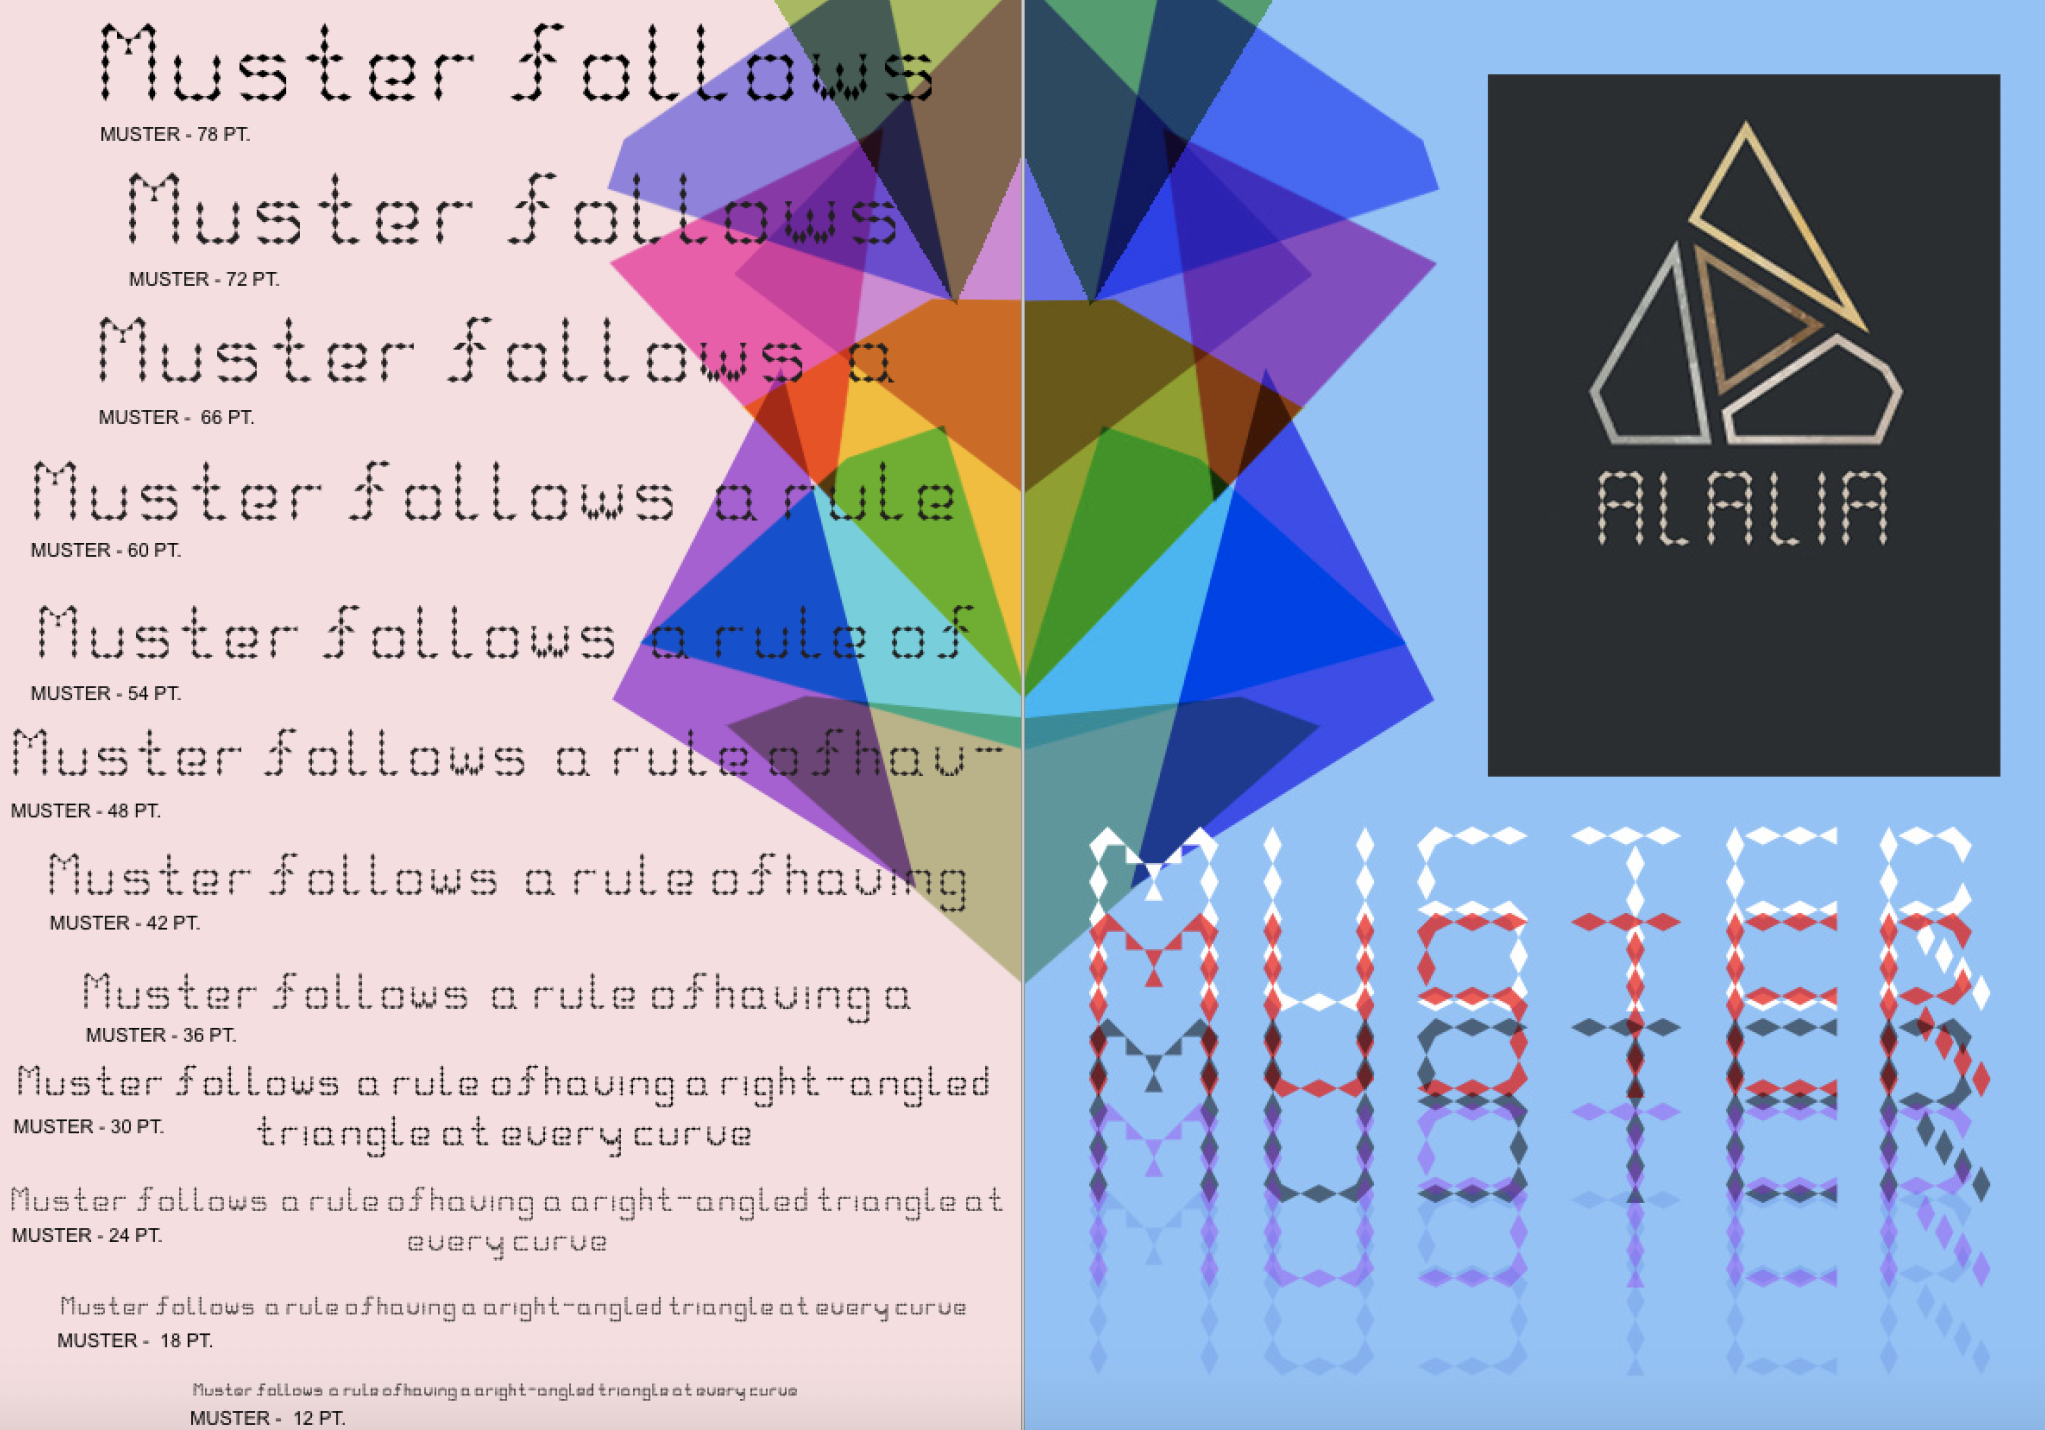 Muster follows
MUSTER - 78 PT.
Muster follows
MUSTER - 72 PT.
Muster follows a
MUSTER - 66 PT.
Muster follows a rule
MUSTER - 60 PT.
Muster follows a rule of
MUSTER - 54 PT.
Muster follows a rule of hav-
MUSTER - 48 PT.
Muster follows a rule of having
MUSTER - 42 PT.
Muster follows a rule of having a
MUSTER - 36 PT.
Muster follows a rule of having a right-angled
triangle at every curve
MUSTER - 30 PT.
Muster follows a rule of having a aright-angled triangle at
every curve
MUSTER - 24 PT.
Muster follows a rule of having a aright-angled triangle at every curve
MUSTER - 18 PT.
Muster follows a rule of having a aright-angled triangle at every curve
MUSTER - 12 PT.
ALALIA
MUSTER
MUSTER
MUSTER
MUSTER
MUSTER